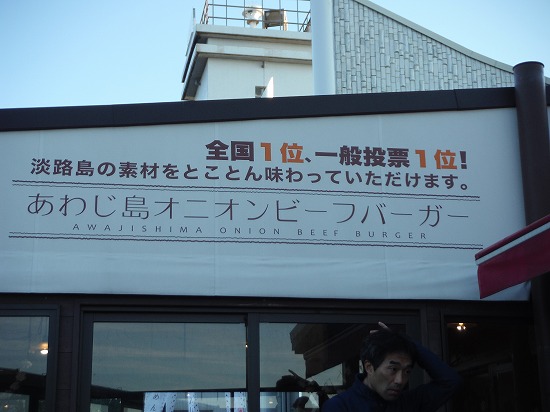 全国1位、一般投票1位!
淡路島の素材をとことん味わっていただけます。
あわじ島オニオンビーフバーガー
AWAJISHIMA ONION BEEF BURGER